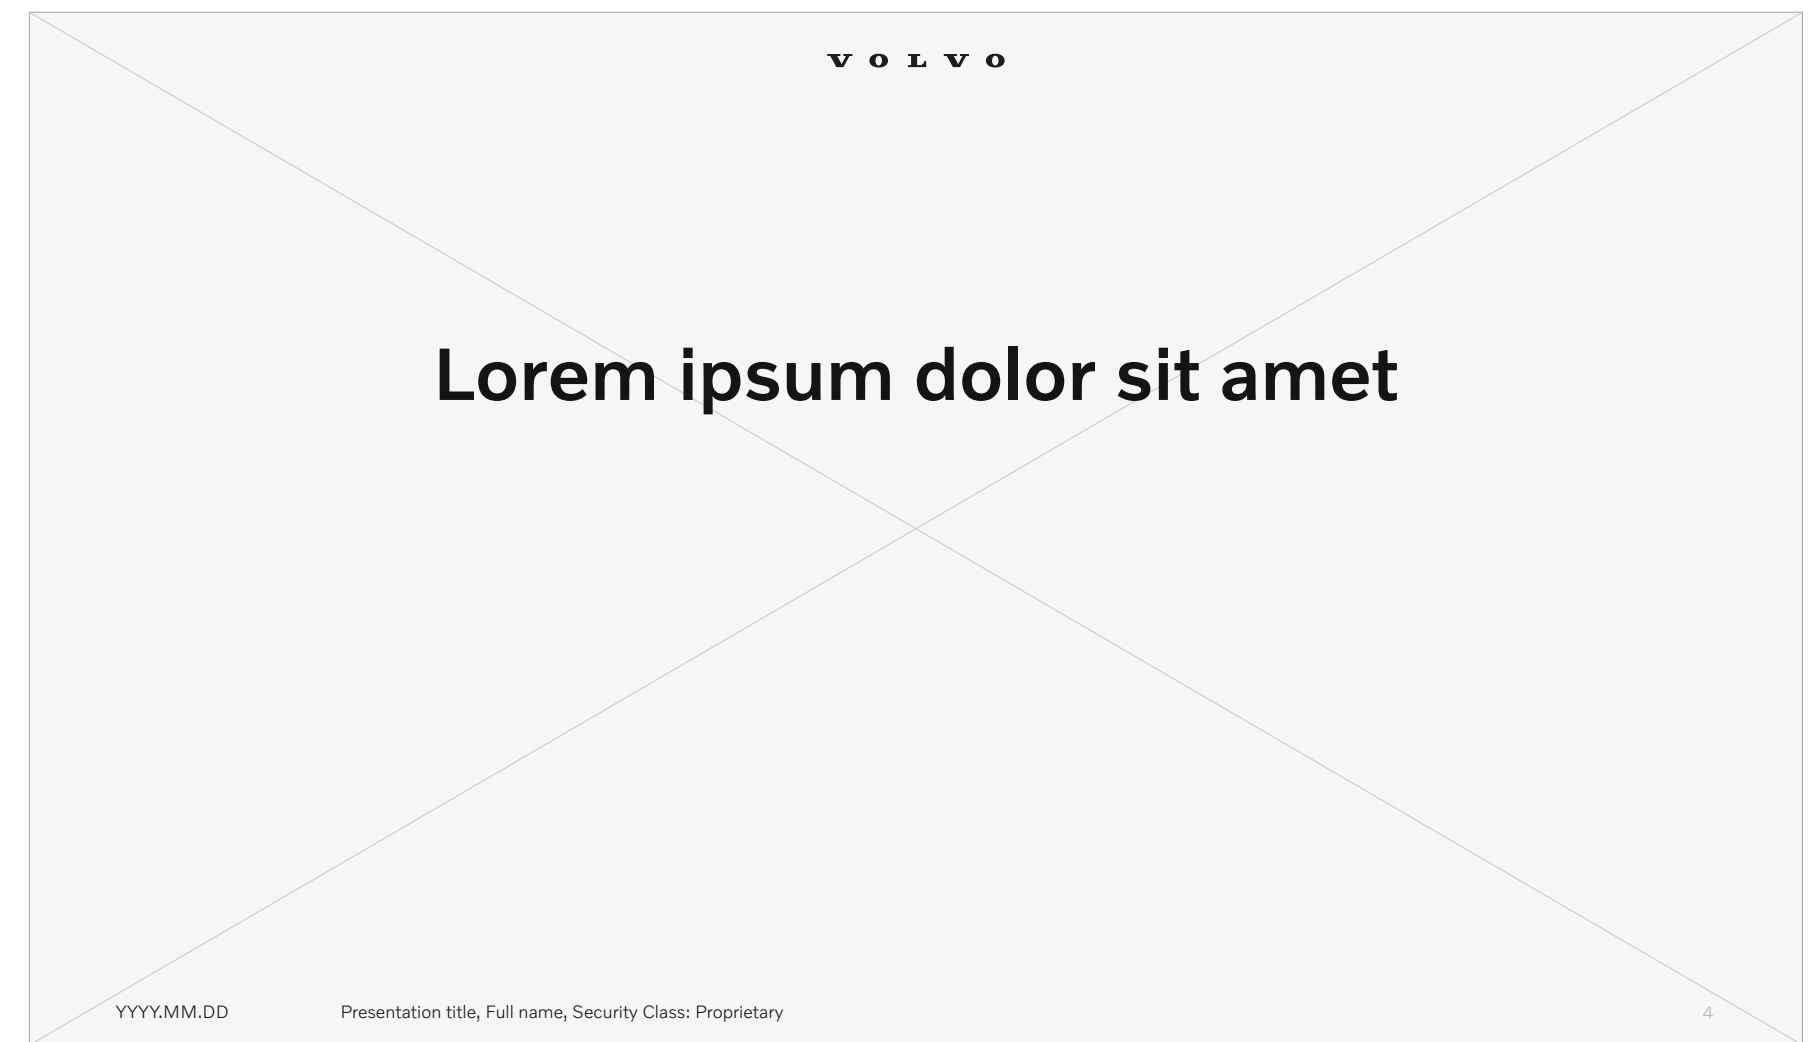 VOLVO
Lorem ipsum dolor sit amet
YYYY.MM.DD
Presentation title, Full name, Security Class: Proprietary
4